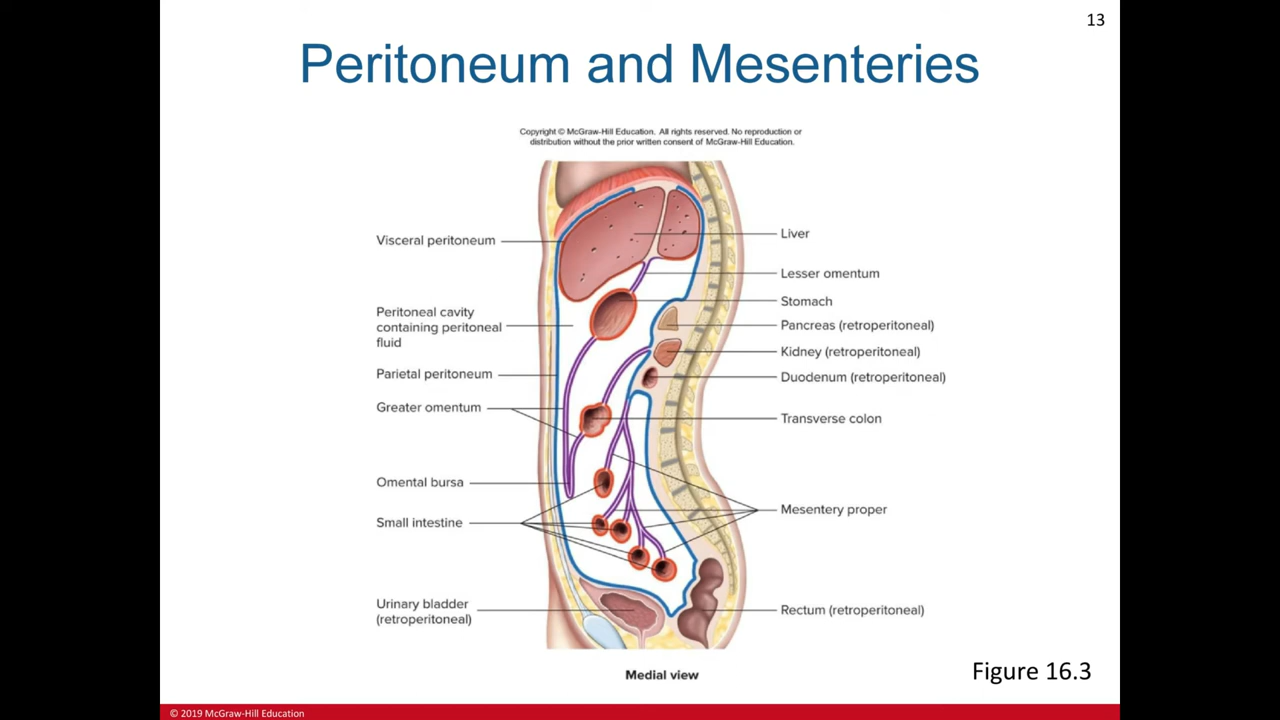 13
Peritoneum and Mesenteries
Copyright © McGraw-Hill Education. All rights reserved. No reproduction or
distribution without the prior written consent of McGraw-Hill Education.
Visceral peritoneum
Peritoneal cavity
containing peritoneal
fluid
Parietal peritoneum
Greater omentum
Omental bursa
Small intestine
Urinary bladder
(retroperitoneal)
Liver
Lesser omentum
Stomach
Pancreas (retroperitoneal)
Kidney (retroperitoneal)
Duodenum (retroperitoneal)
Transverse colon
Mesentery proper
Rectum (retroperitoneal)
Medial view
Figure 16.3
© 2019 McGraw-Hill Education